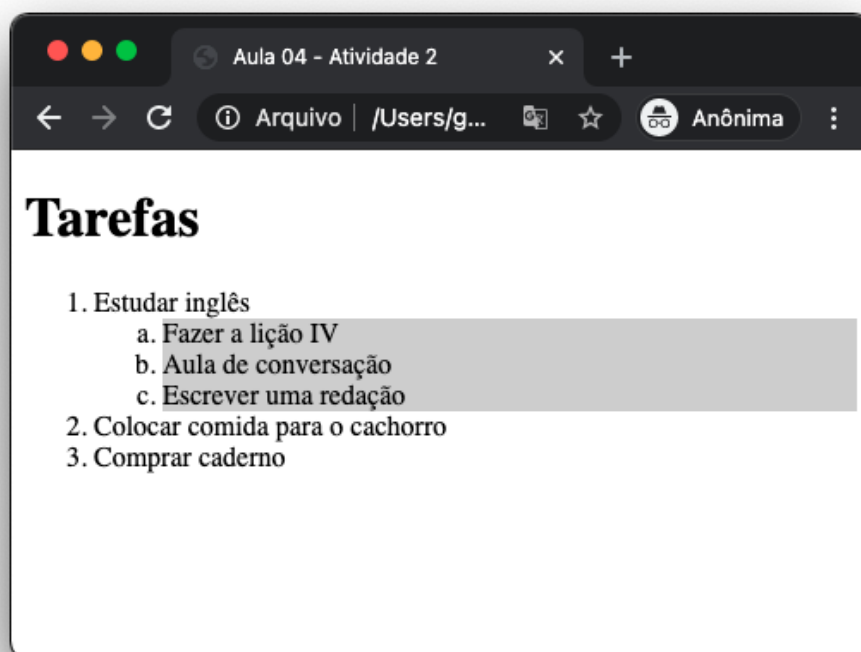 Aula 04 - Atividade 2
Arquivo /Users/g... Anônima
Tarefas
1. Estudar inglês
a. Fazer a lição IV
b. Aula de conversação
c. Escrever uma redação
2. Colocar comida para o cachorro
3. Comprar caderno